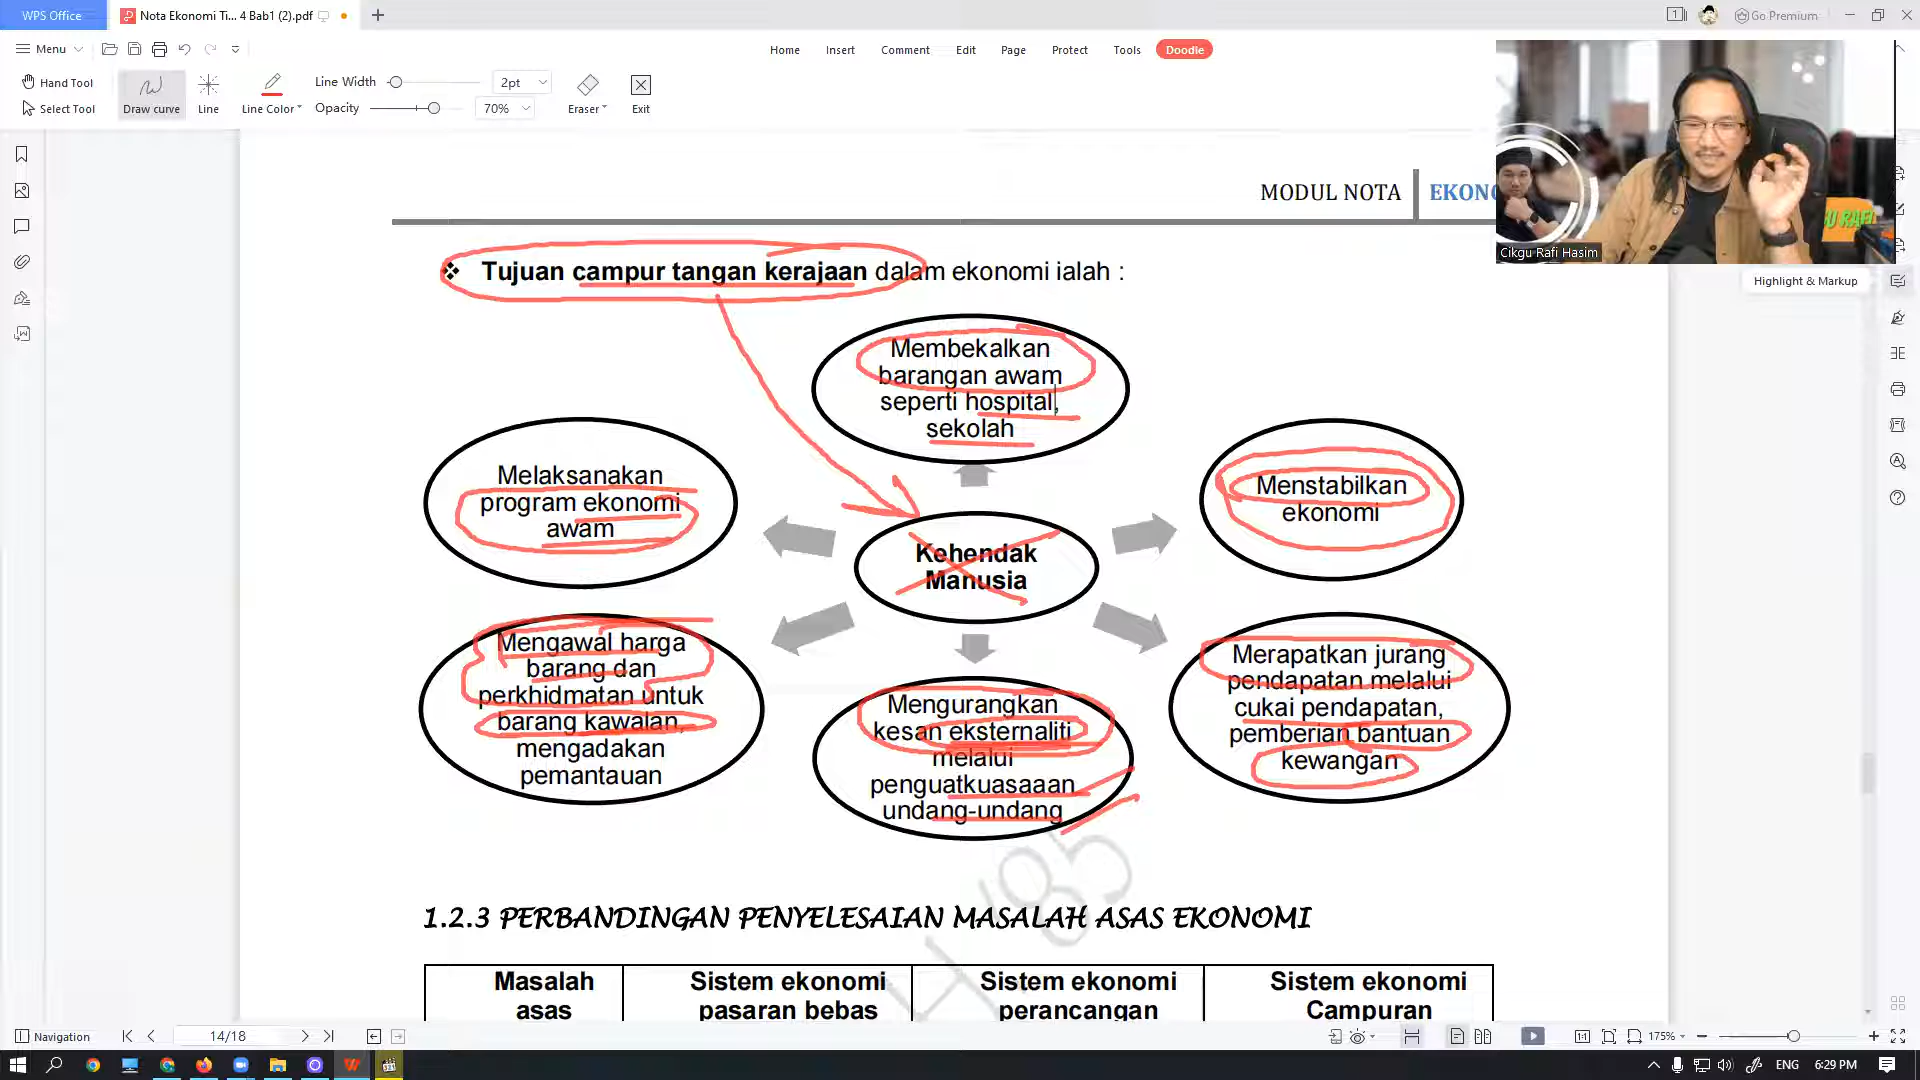 WPS Office
Nota Ekonomi Ti... 4 Bab1 (2).pdf
Go Premium
Menu
Home
Insert
Comment
Edit
Page
Protect
Tools
Doodle
Hand Tool
Select Tool
Draw curve
Line
Line Color
Line Width
2pt
Opacity
70%
Eraser
Exit
MODUL NOTA
EKONO
Cikgu Rafi Hasim
Highlight & Markup
❖ Tujuan campur tangan kerajaan dalam ekonomi ialah :
Membekalkan
barangan awam
seperti hospital,
sekolah
Melaksanakan
program ekonomi
awam
Menstabilkan
ekonomi
Kehendak
Manusia
Mengawal harga
barang dan
perkhidmatan untuk
barang kawalan,
mengadakan
pemantauan
Mengurangkan
kesan eksternaliti
melalui
penguatkuasaaan
undang-undang
Merapatkan jurang
pendapatan melalui
cukai pendapatan,
pemberian bantuan
kewangan
1.2.3 PERBANDINGAN PENYELESAIAN MASALAH ASAS EKONOMI
Masalah
asas
Sistem ekonomi
pasaran bebas
Sistem ekonomi
perancangan
Sistem ekonomi
Campuran
Navigation
14/18
175%
ENG
6:29 PM